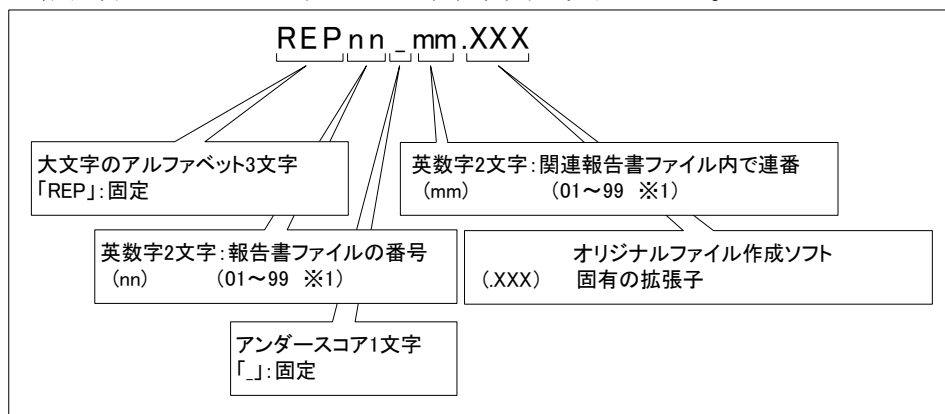 REPnn_mm.XXX
大文字のアルファベット3文字
「REP」:固定
英数字2文字:関連報告書ファイル内で連番
(mm) (01～99 ※1)
英数字2文字:報告書ファイルの番号
(nn) (01～99 ※1)
オリジナルファイル作成ソフト
(.XXX) 固有の拡張子
アンダースコア1文字
「_」:固定